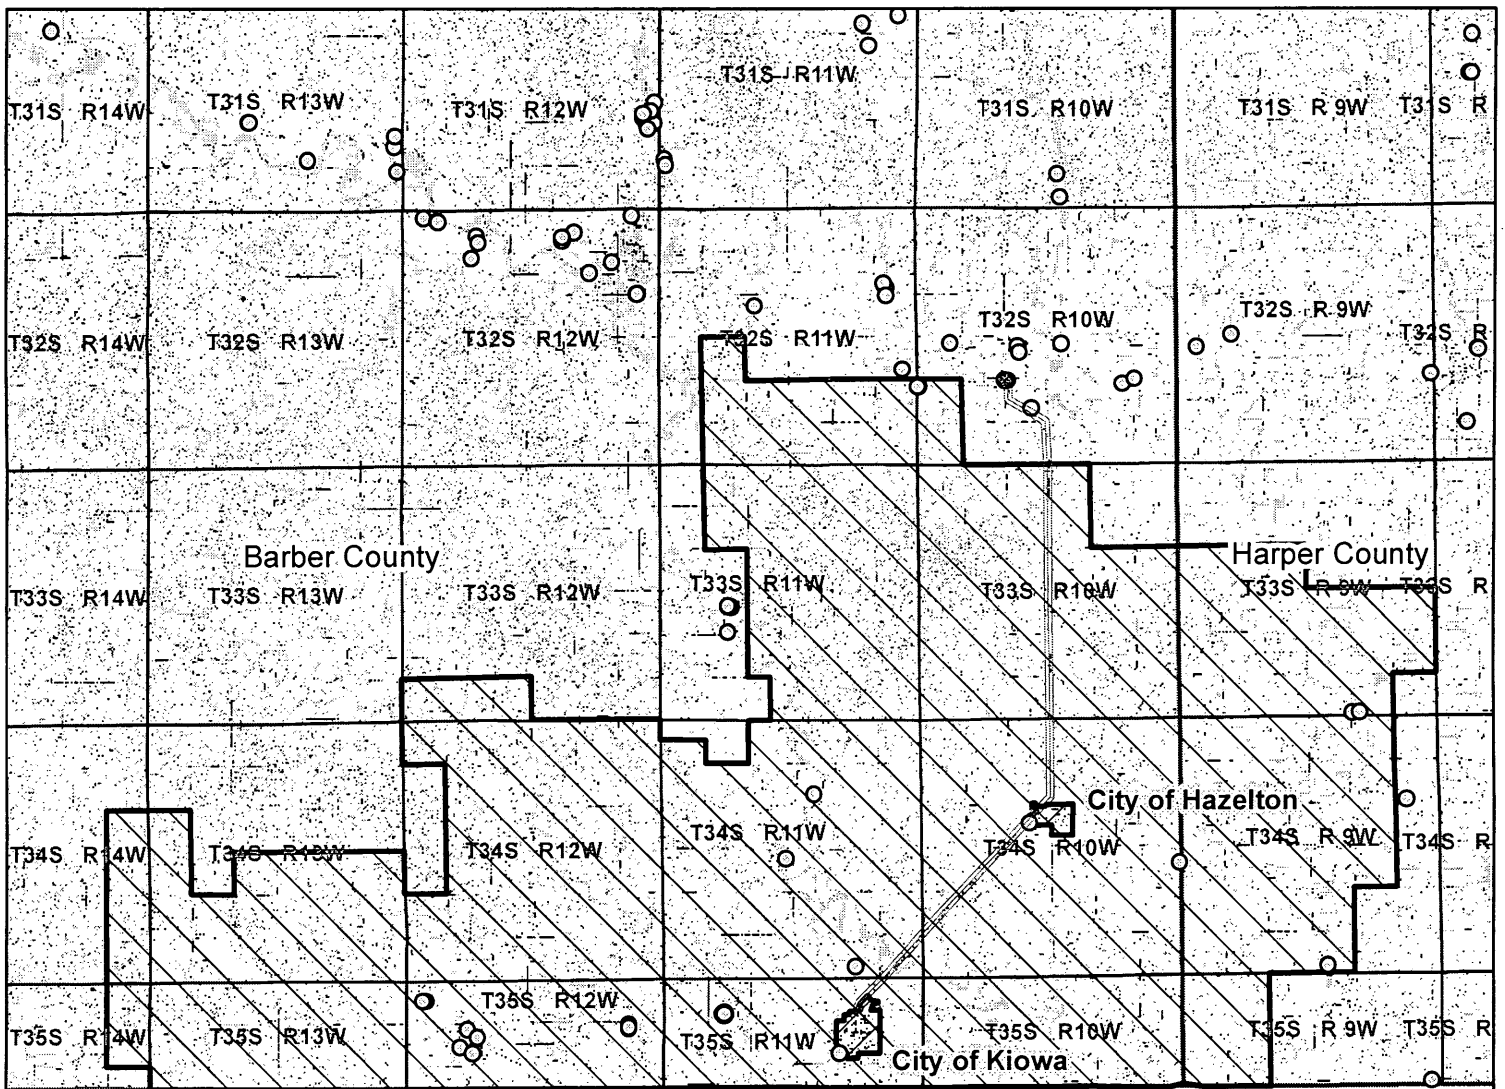 T31S R14W
T31S R13W
T31S R12W
T31S R11W
T31S R10W
T31S R 9W
T31S R
T32S R14W
T32S R13W
T32S R12W
T32S R11W
T32S R10W
T32S R 9W
T32S R
Barber County
Harper County
T33S R14W
T33S R13W
T33S R12W
T33S R11W
T33S R10W
T33S R 9W
T33S R
City of Hazelton
T34S R14W
T34S R13W
T34S R12W
T34S R11W
T34S R10W
T34S R 9W
T34S R
T35S R14W
T35S R13W
T35S R12W
T35S R11W
T35S R10W
T35S R 9W
T35S R
City of Kiowa